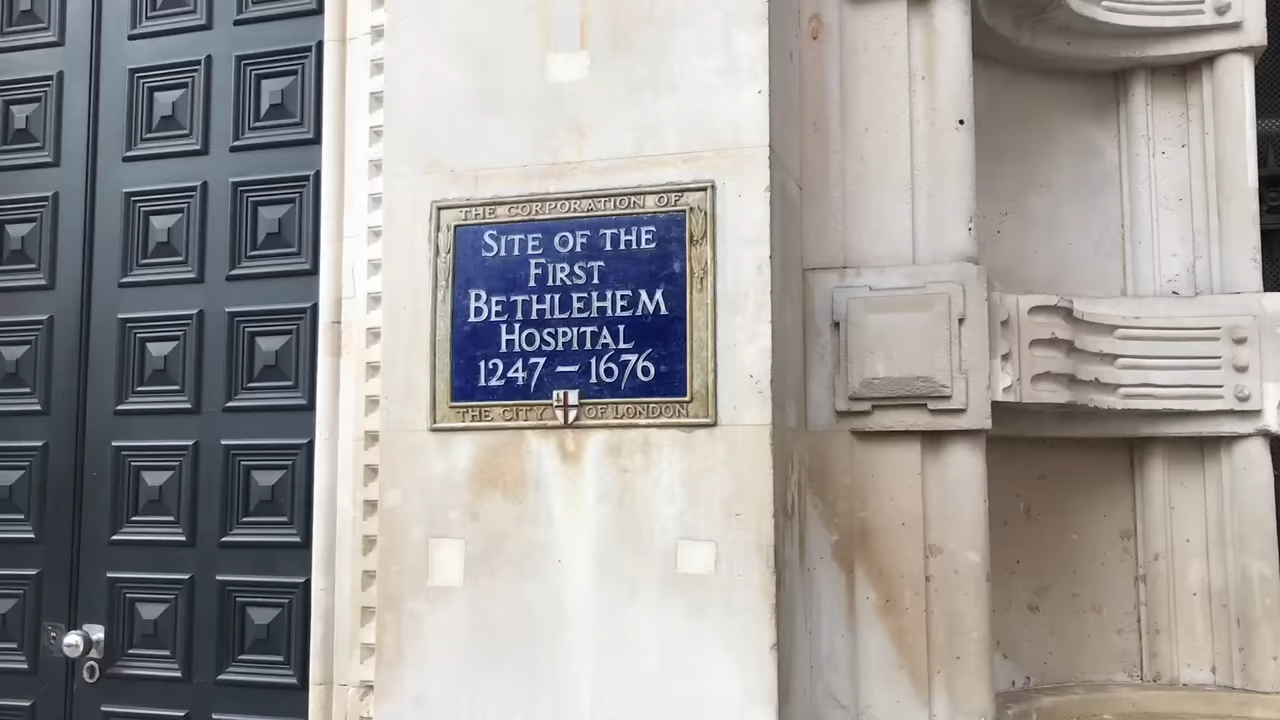 THE CORPORATION OF
SITE OF THE
FIRST
BETHLEHEM
HOSPITAL
1247 – 1676
THE CITY OF LONDON